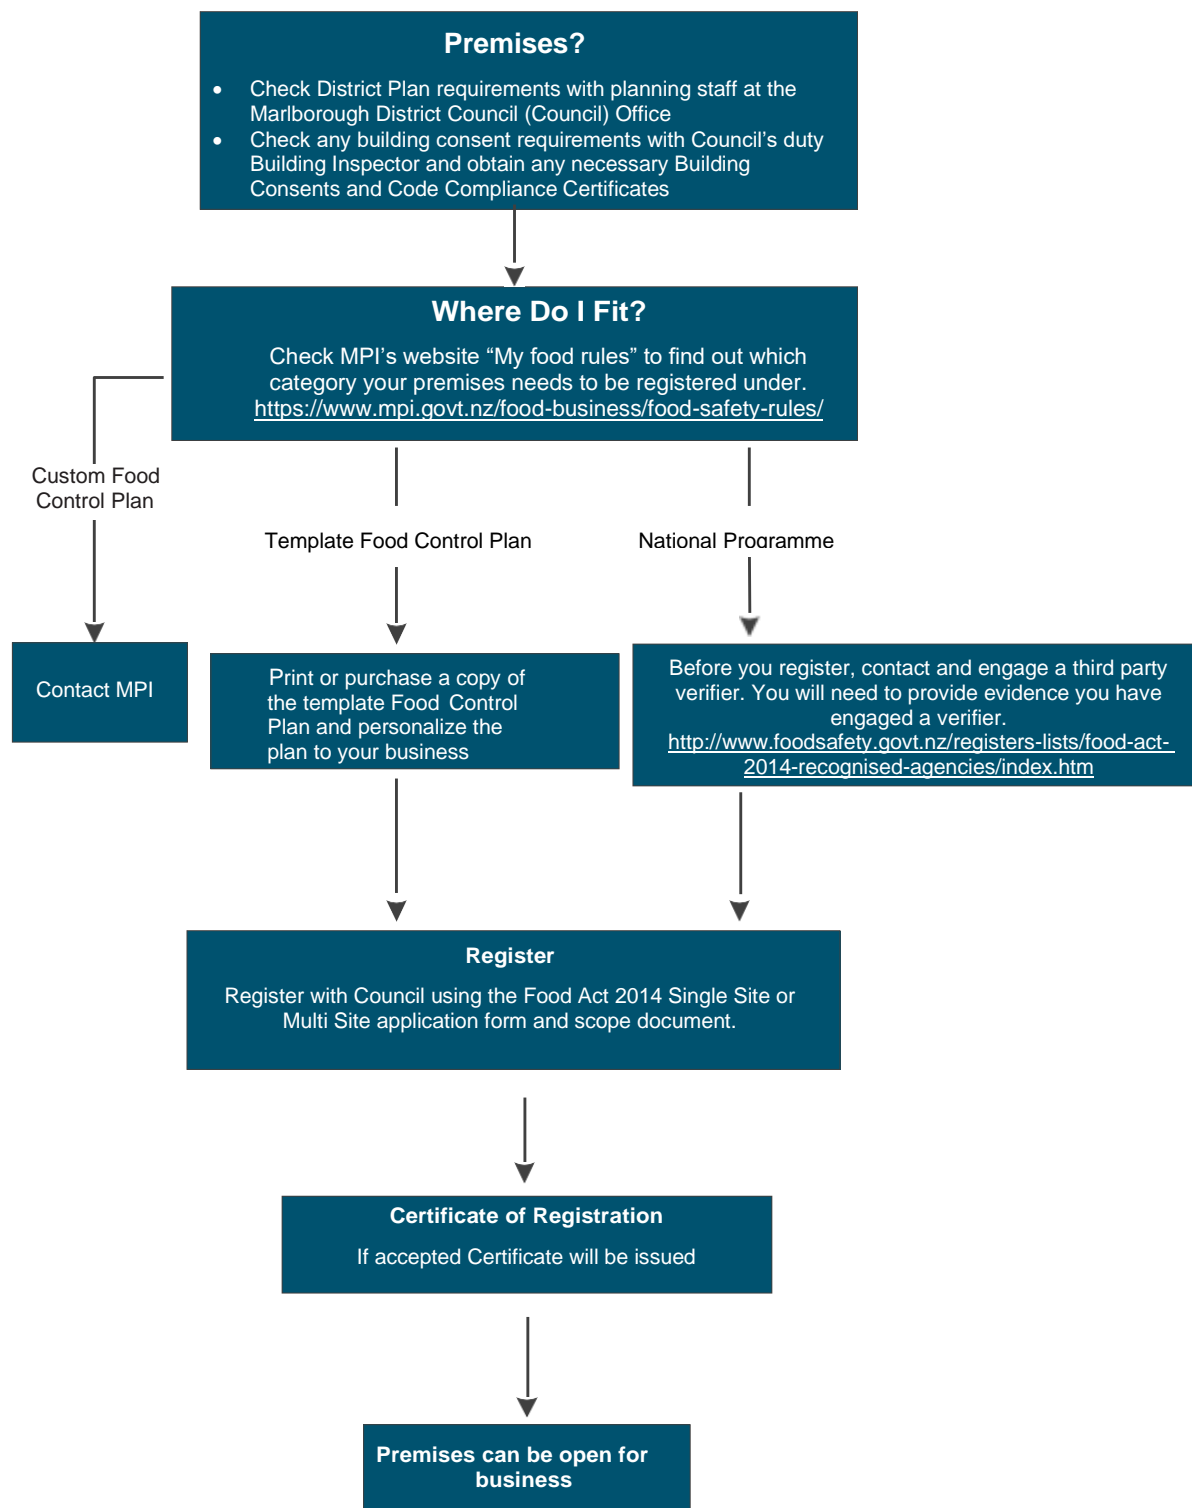 Premises?
• Check District Plan requirements with planning staff at the
Marlborough District Council (Council) Office
• Check any building consent requirements with Council’s duty
Building Inspector and obtain any necessary Building
Consents and Code Compliance Certificates
Where Do I Fit?
Check MPI’s website “My food rules” to find out which
category your premises needs to be registered under.
https://www.mpi.govt.nz/food-business/food-safety-rules/
Custom Food
Control Plan
Template Food Control Plan
National Programme
Contact MPI
Print or purchase a copy of
the template Food Control
Plan and personalize the
plan to your business
Before you register, contact and engage a third party
verifier. You will need to provide evidence you have
engaged a verifier.
http://www.foodsafety.govt.nz/registers-lists/food-act-
2014-recognised-agencies/index.htm
Register
Register with Council using the Food Act 2014 Single Site or
Multi Site application form and scope document.
Certificate of Registration
If accepted Certificate will be issued
Premises can be open for
business